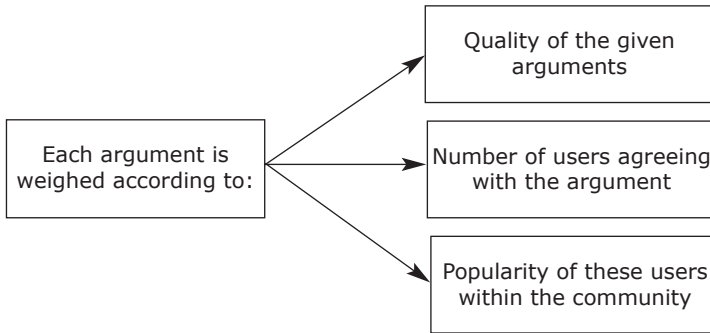 Each argument is
weighed according to:
Quality of the given
arguments
Number of users agreeing
with the argument
Popularity of these users
within the community